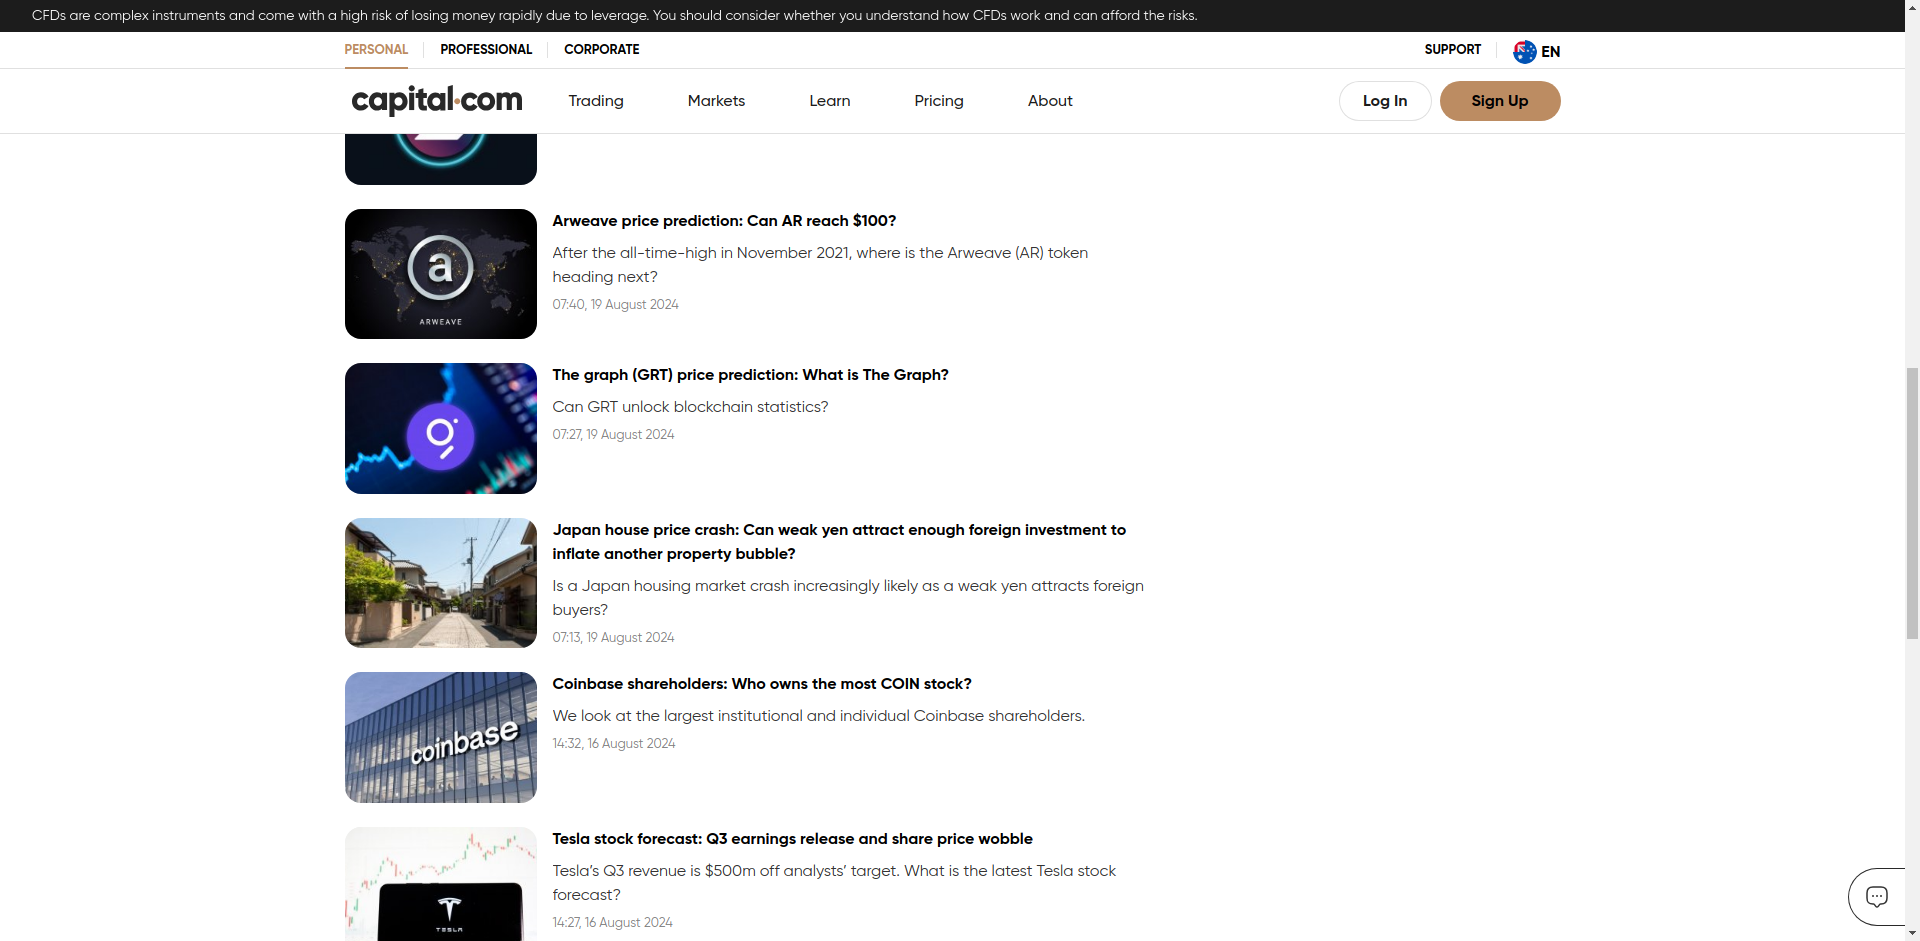 CFDs are complex instruments and come with a high risk of losing money rapidly due to leverage. You should consider whether you understand how CFDs work and can afford the risks.
PERSONAL
PROFESSIONAL
CORPORATE
SUPPORT
EN
capital.com
Trading
Markets
Learn
Pricing
About
Log In
Sign Up
a
ARWEAVE
Arweave price prediction: Can AR reach $100?
After the all-time-high in November 2021, where is the Arweave (AR) token
heading next?
07:40, 19 August 2024
The graph (GRT) price prediction: What is The Graph?
Can GRT unlock blockchain statistics?
07:27, 19 August 2024
Japan house price crash: Can weak yen attract enough foreign investment to
inflate another property bubble?
Is a Japan housing market crash increasingly likely as a weak yen attracts foreign
buyers?
07:13, 19 August 2024
coinbase
Coinbase shareholders: Who owns the most COIN stock?
We look at the largest institutional and individual Coinbase shareholders.
14:32, 16 August 2024
TESLA
Tesla stock forecast: Q3 earnings release and share price wobble
Tesla’s Q3 revenue is $500m off analysts’ target. What is the latest Tesla stock
forecast?
14:27, 16 August 2024